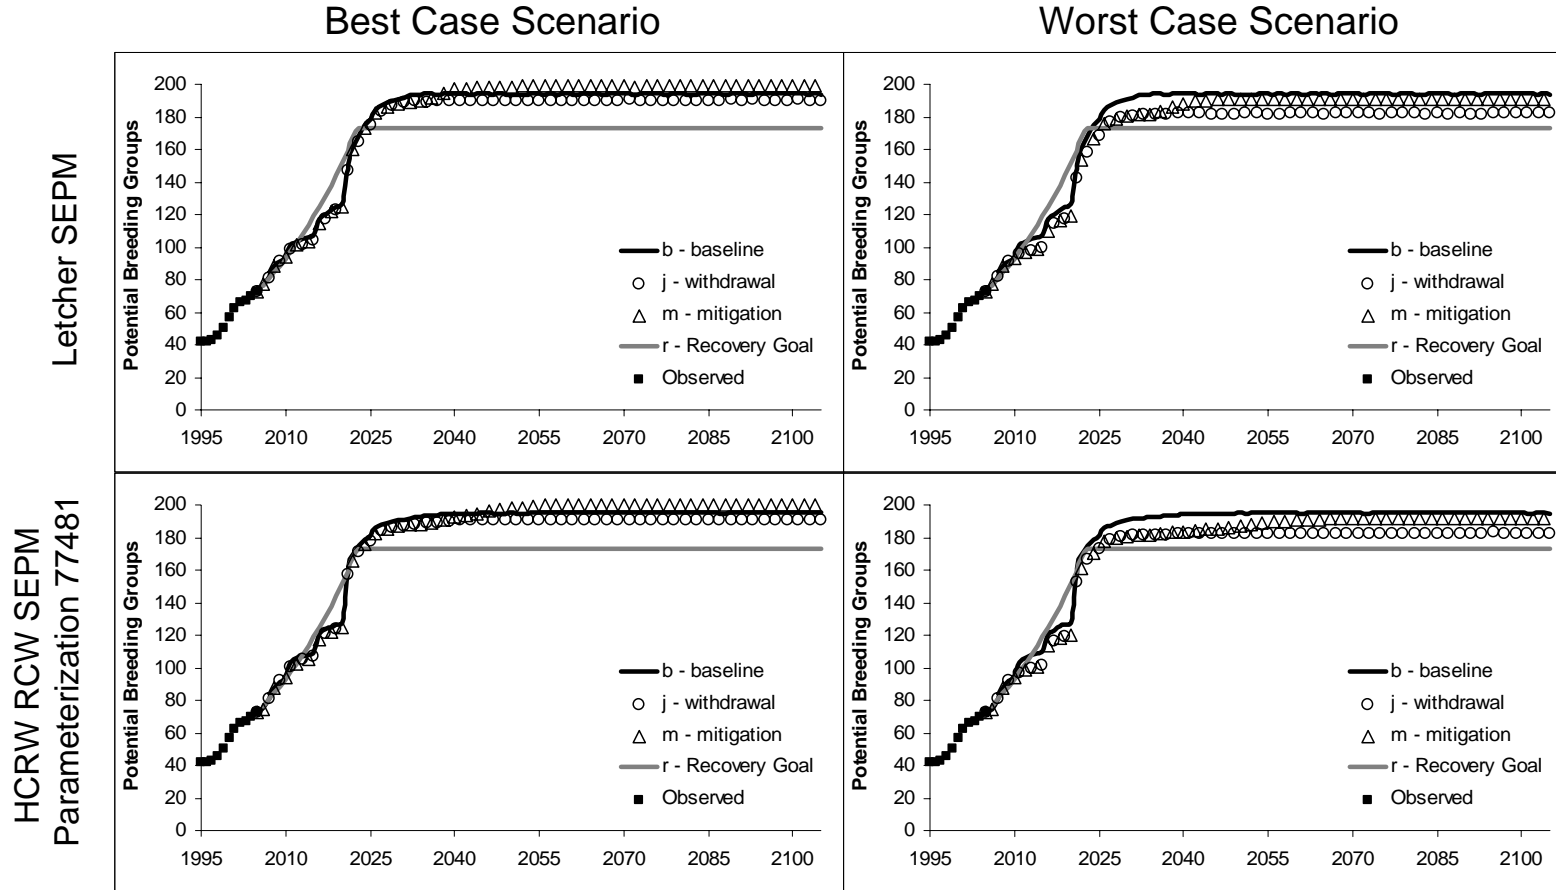 Best Case Scenario
Worst Case Scenario
Letcher SEPM
Potential Breeding Groups
200
180
160
140
120
100
80
60
40
20
0
1995 2010 2025 2040 2055 2070 2085 2100
b - baseline
j - withdrawal
m - mitigation
r - Recovery Goal
Observed
Potential Breeding Groups
200
180
160
140
120
100
80
60
40
20
0
1995 2010 2025 2040 2055 2070 2085 2100
b - baseline
j - withdrawal
m - mitigation
r - Recovery Goal
Observed
HCRW RCW SEPM
Parameterization 77481
Potential Breeding Groups
200
180
160
140
120
100
80
60
40
20
0
1995 2010 2025 2040 2055 2070 2085 2100
b - baseline
j - withdrawal
m - mitigation
r - Recovery Goal
Observed
Potential Breeding Groups
200
180
160
140
120
100
80
60
40
20
0
1995 2010 2025 2040 2055 2070 2085 2100
b - baseline
j - withdrawal
m - mitigation
r - Recovery Goal
Observed